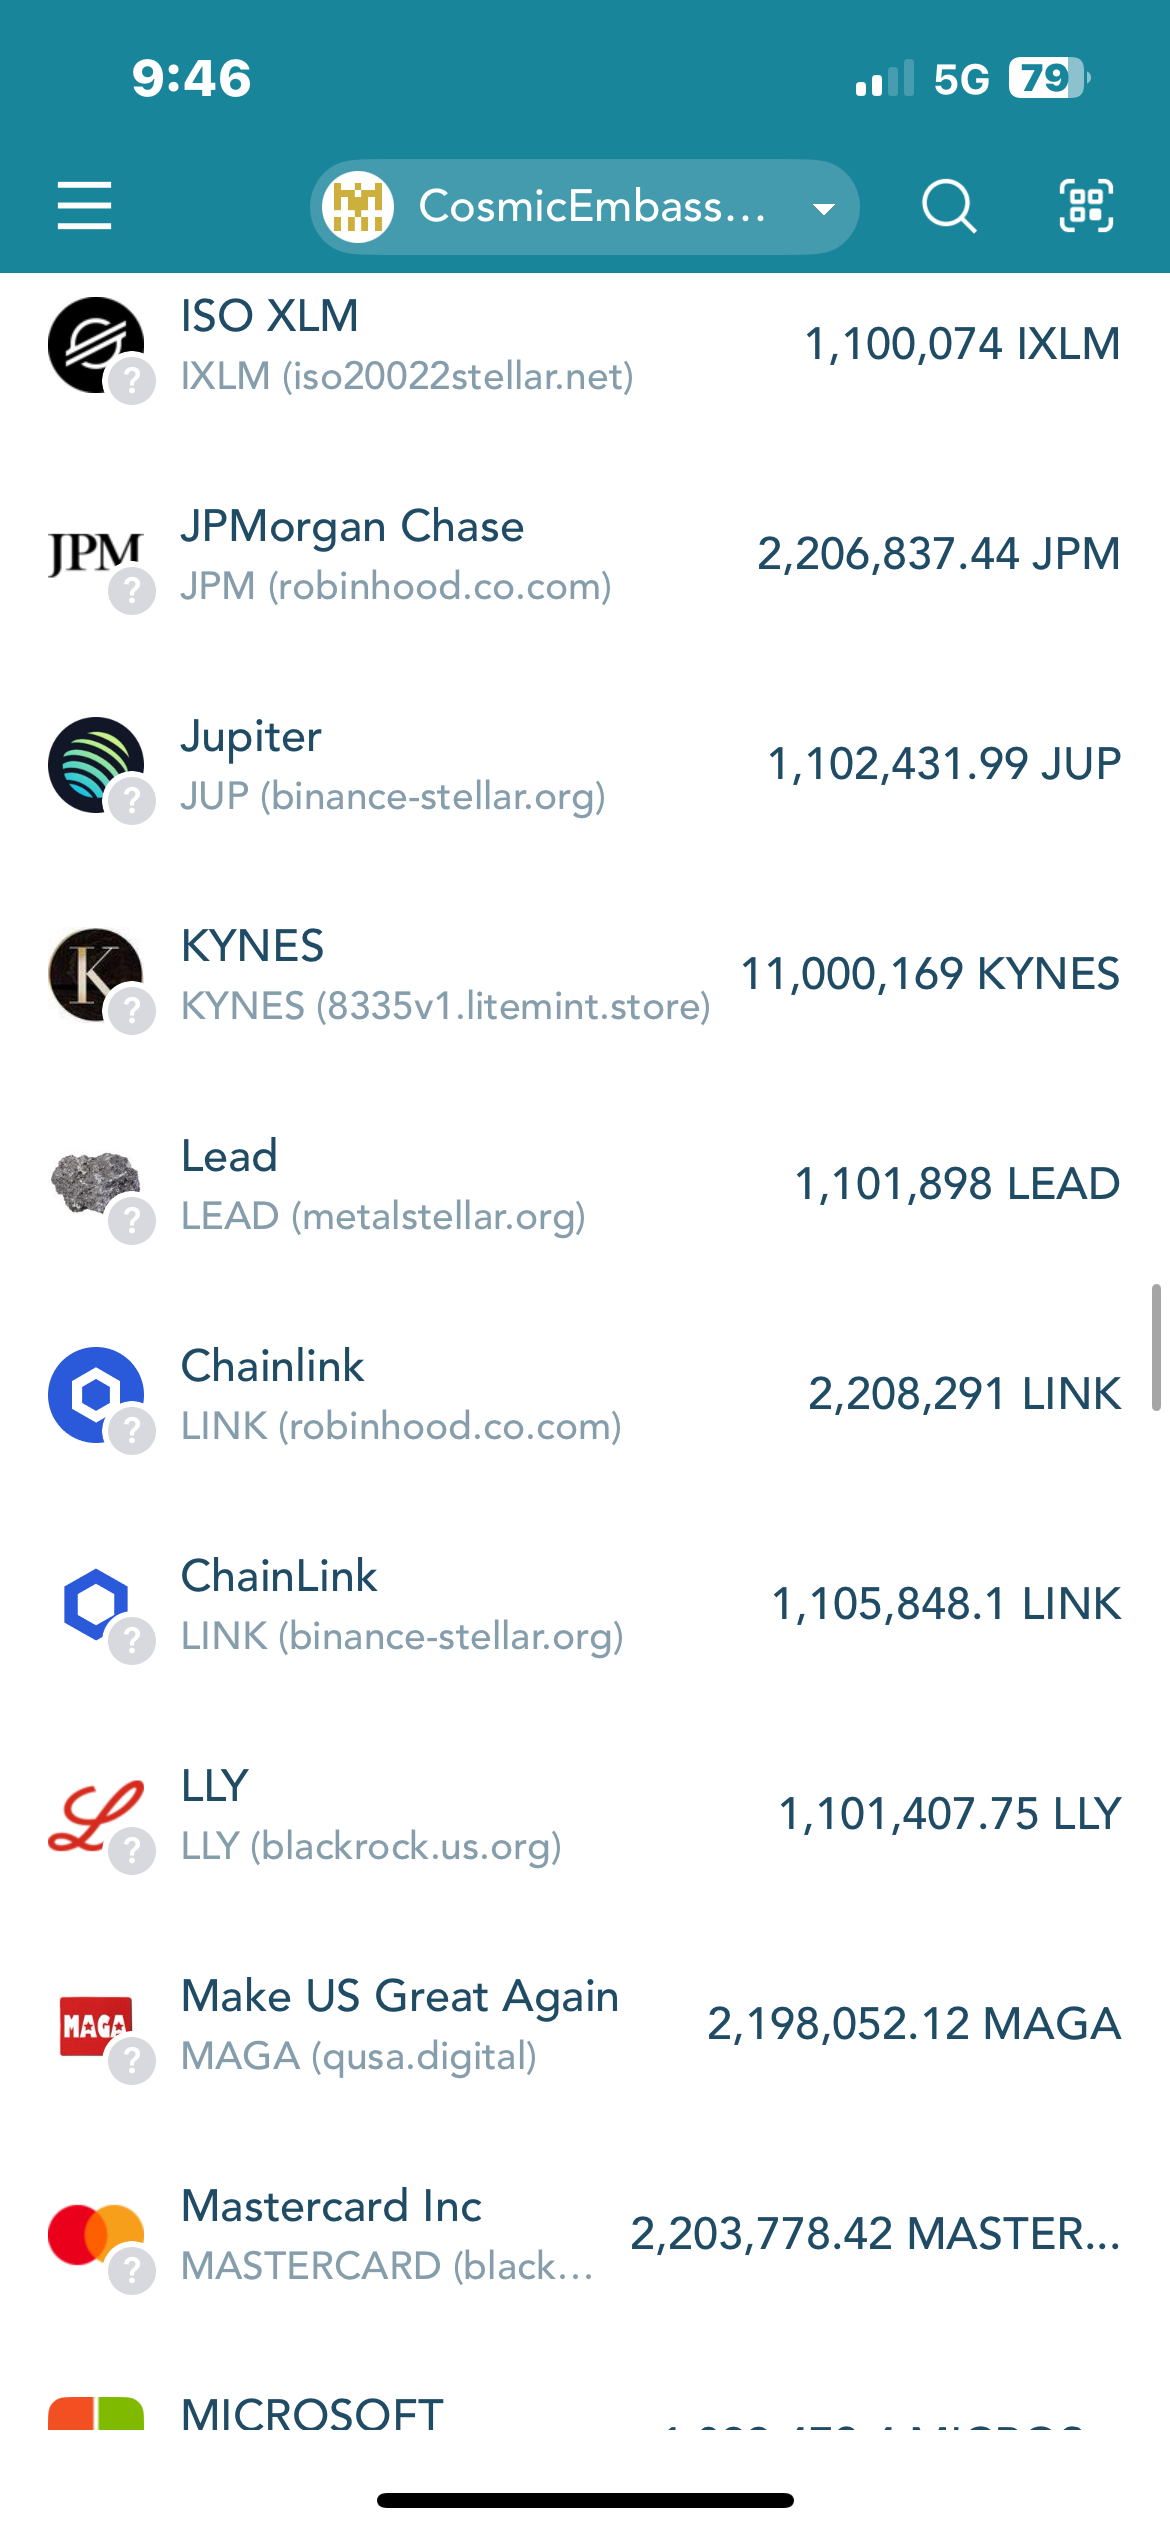 9:46
5G 79
CosmicEmbass...
ISO XLM
1,100,074 IXLM
IXLM (iso20022stellar.net)
JPM
JPMorgan Chase
2,206,837.44 JPM
JPM (robinhood.co.com)
Jupiter
1,102,431.99 JUP
JUP (binance-stellar.org)
K
KYNES
11,000,169 KYNES
KYNES (8335v1.litemint.store)
Lead
1,101,898 LEAD
LEAD (metalstellar.org)
Chainlink
2,208,291 LINK
LINK (robinhood.co.com)
ChainLink
1,105,848.1 LINK
LINK (binance-stellar.org)
LLY
1,101,407.75 LLY
LLY (blackrock.us.org)
MAGA
Make US Great Again
2,198,052.12 MAGA
MAGA (qusa.digital)
Mastercard Inc
2,203,778.42 MASTER...
MASTERCARD (black...
MICROSOFT